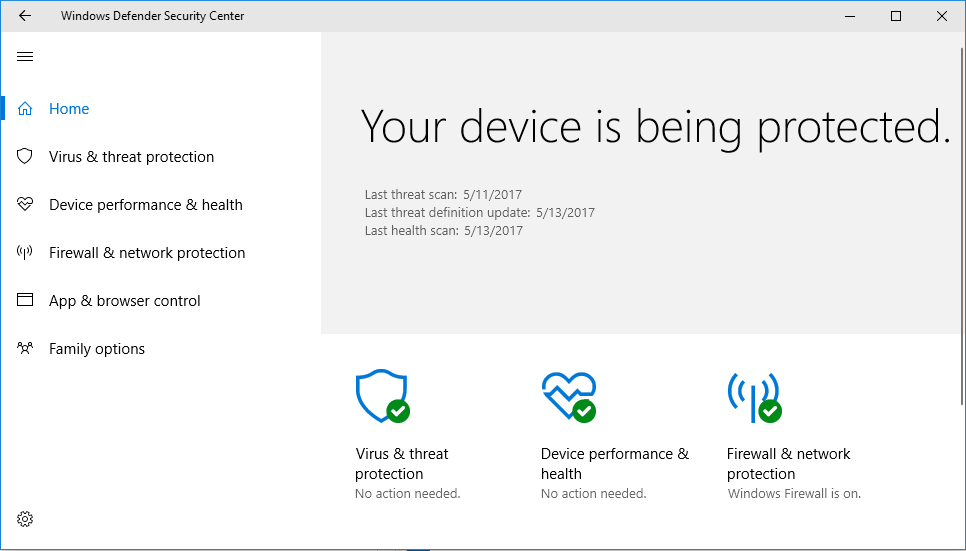 Windows Defender Security Center
Home
Virus & threat protection
Device performance & health
Firewall & network protection
App & browser control
Family options
Your device is being protected.
Last threat scan: 5/11/2017
Last threat definition update: 5/13/2017
Last health scan: 5/13/2017
Virus & threat
protection
No action needed.
Device performance &
health
No action needed.
Firewall & network
protection
Windows Firewall is on.